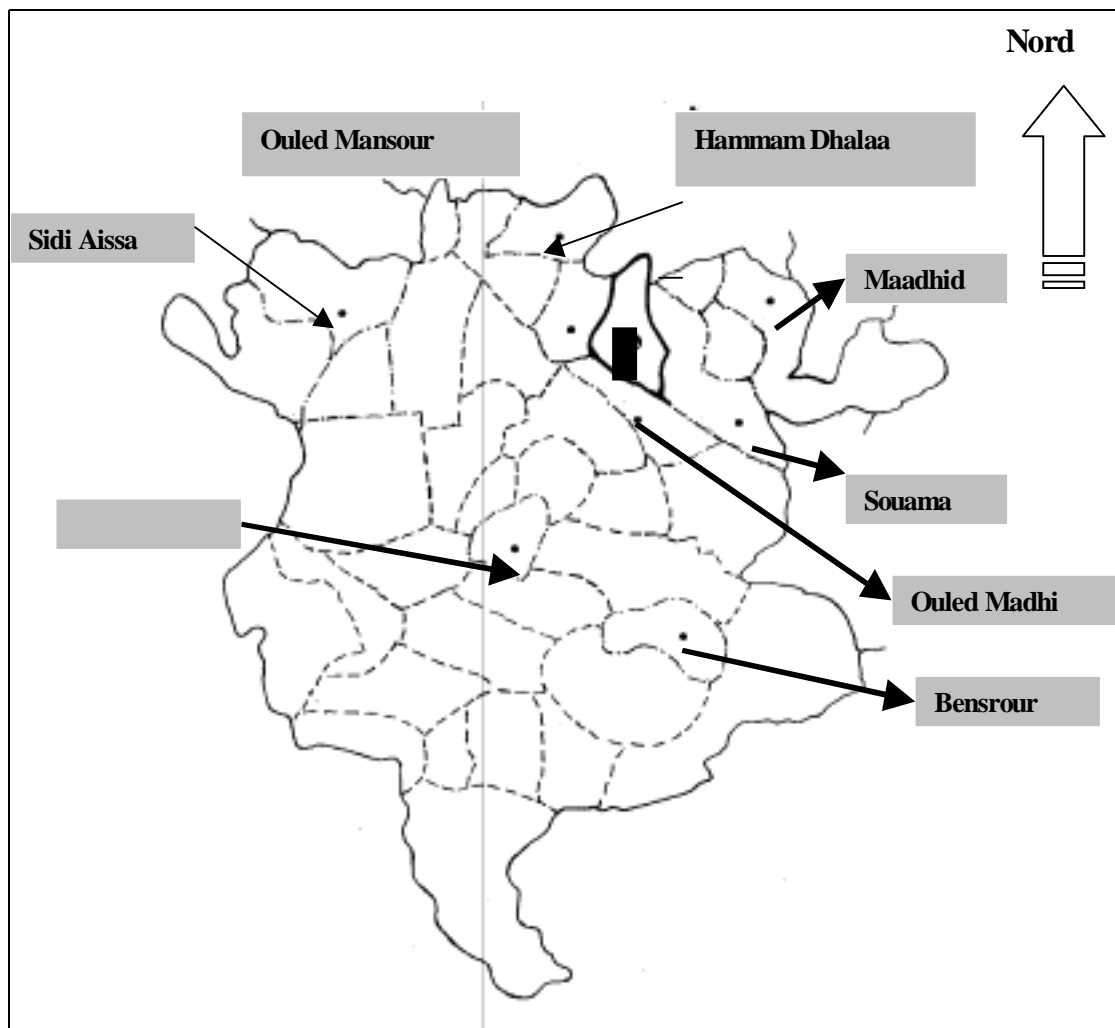 Nord
Ouled Mansour
Hammam Dhalaa
Sidi Aissa
Maadhid
Souama
Ouled Madhi
Bensrour